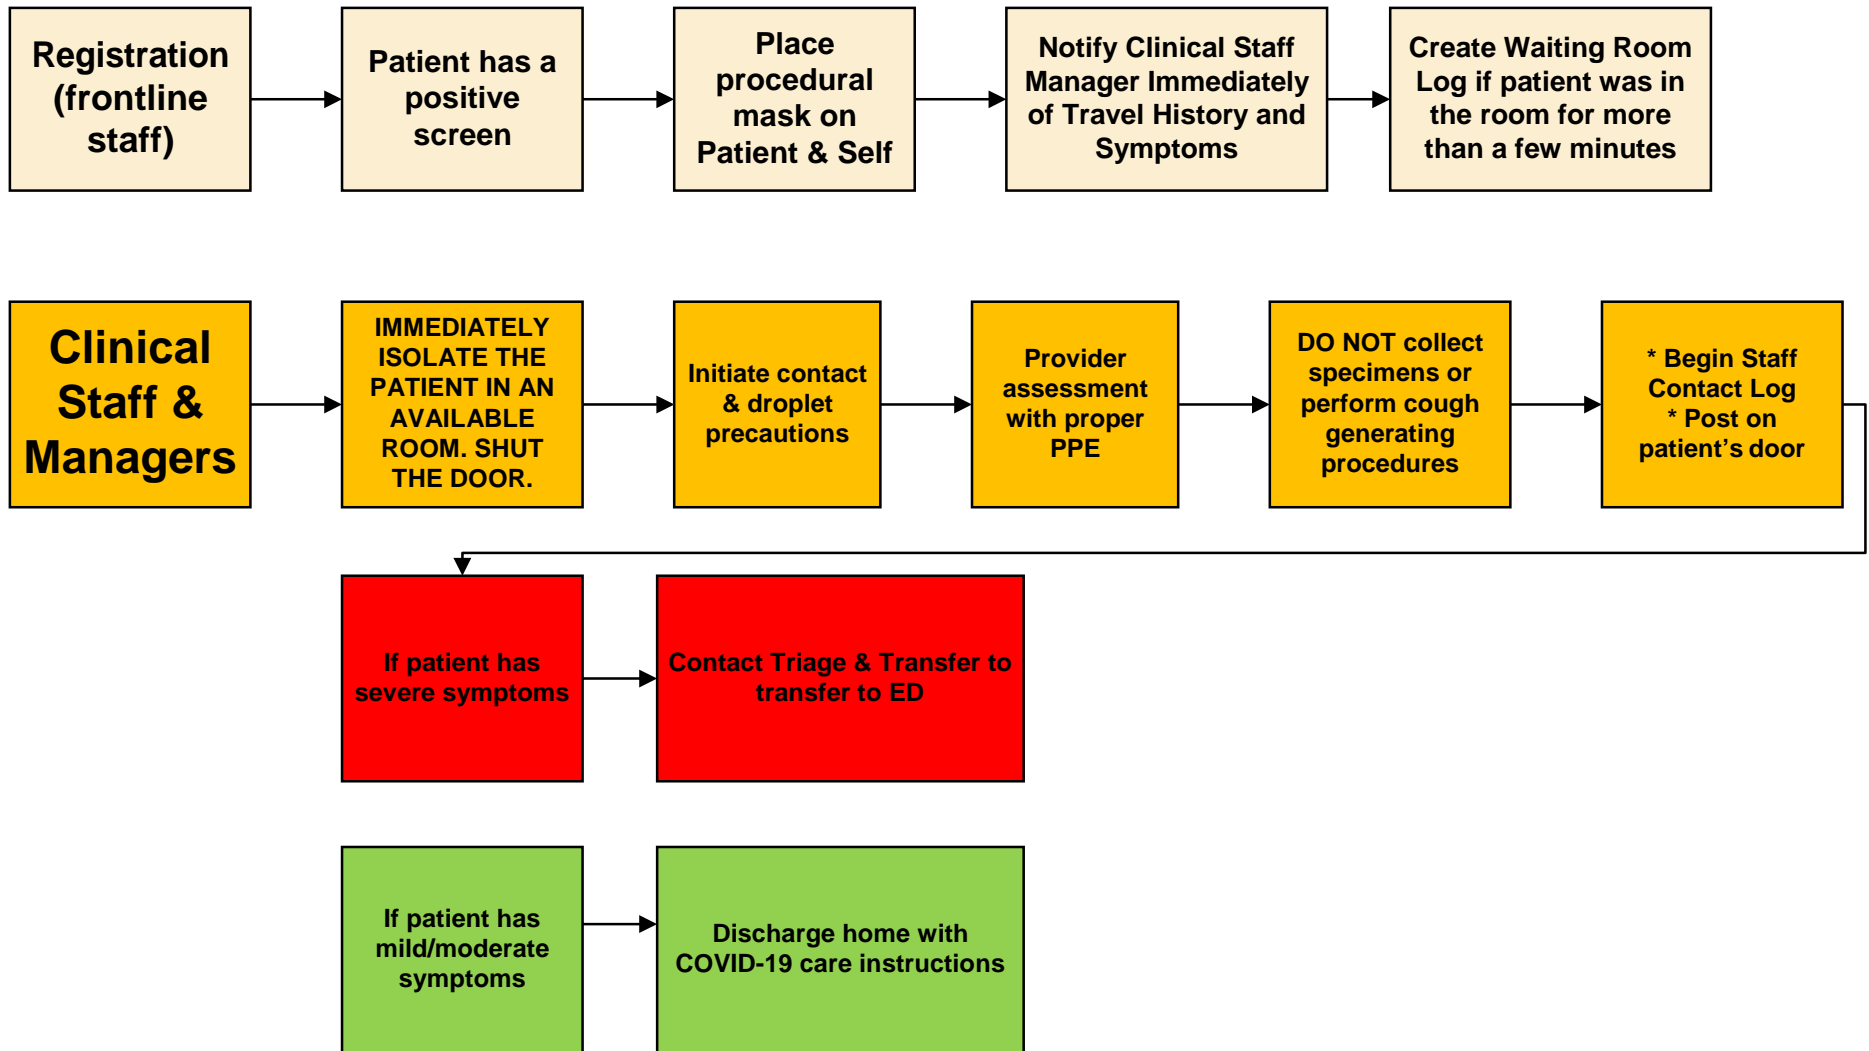 Registration
(frontline
staff)
Patient has a
positive
screen
Place
procedural
mask on
Patient & Self
Notify Clinical Staff
Manager Immediately
of Travel History and
Symptoms
Create Waiting Room
Log if patient was in
the room for more
than a few minutes
Clinical
Staff &
Managers
IMMEDIATELY
ISOLATE THE
PATIENT IN AN
AVAILABLE
ROOM. SHUT
THE DOOR.
Initiate contact
& droplet
precautions
Provider
assessment
with proper
PPE
DO NOT collect
specimens or
perform cough
generating
procedures
* Begin Staff
Contact Log
* Post on
patient’s door
If patient has
severe symptoms
Contact Triage & Transfer to
transfer to ED
If patient has
mild/moderate
symptoms
Discharge home with
COVID-19 care instructions